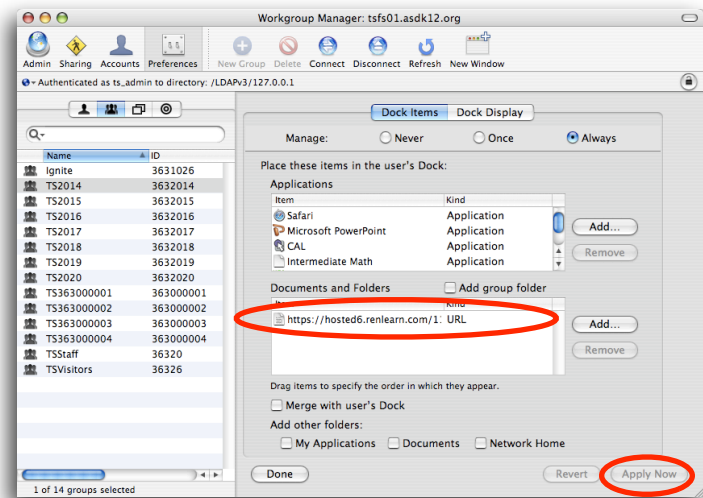 Workgroup Manager: tsfs01.asdk12.org
Admin Sharing Accounts Preferences New Group Delete Connect Disconnect Refresh New Window
Authenticated as ts_admin to directory: /LDAPv3/127.0.0.1
Dock Items Dock Display
Manage: Never Once Always
Name ID
Ignite 3631026
TS2014 3632014
TS2015 3632015
TS2016 3632016
TS2017 3632017
TS2018 3632018
TS2019 3632019
TS2020 3632020
TS363000001 363000001
TS363000002 363000002
TS363000003 363000003
TS363000004 363000004
TSStaff 36320
TSVisitors 36326
1 of 14 groups selected
Place these items in the user's Dock:
Applications
Item Kind
Safari Application
Microsoft PowerPoint Application
CAL Application
Intermediate Math Application
Add...
Remove
Documents and Folders Add group folder
Item Kind
https://hosted6.renlearn.com/1: URL
Add...
Remove
Drag items to specify the order in which they appear.
Merge with user's Dock
Add other folders:
My Applications Documents Network Home
Done Revert Apply Now